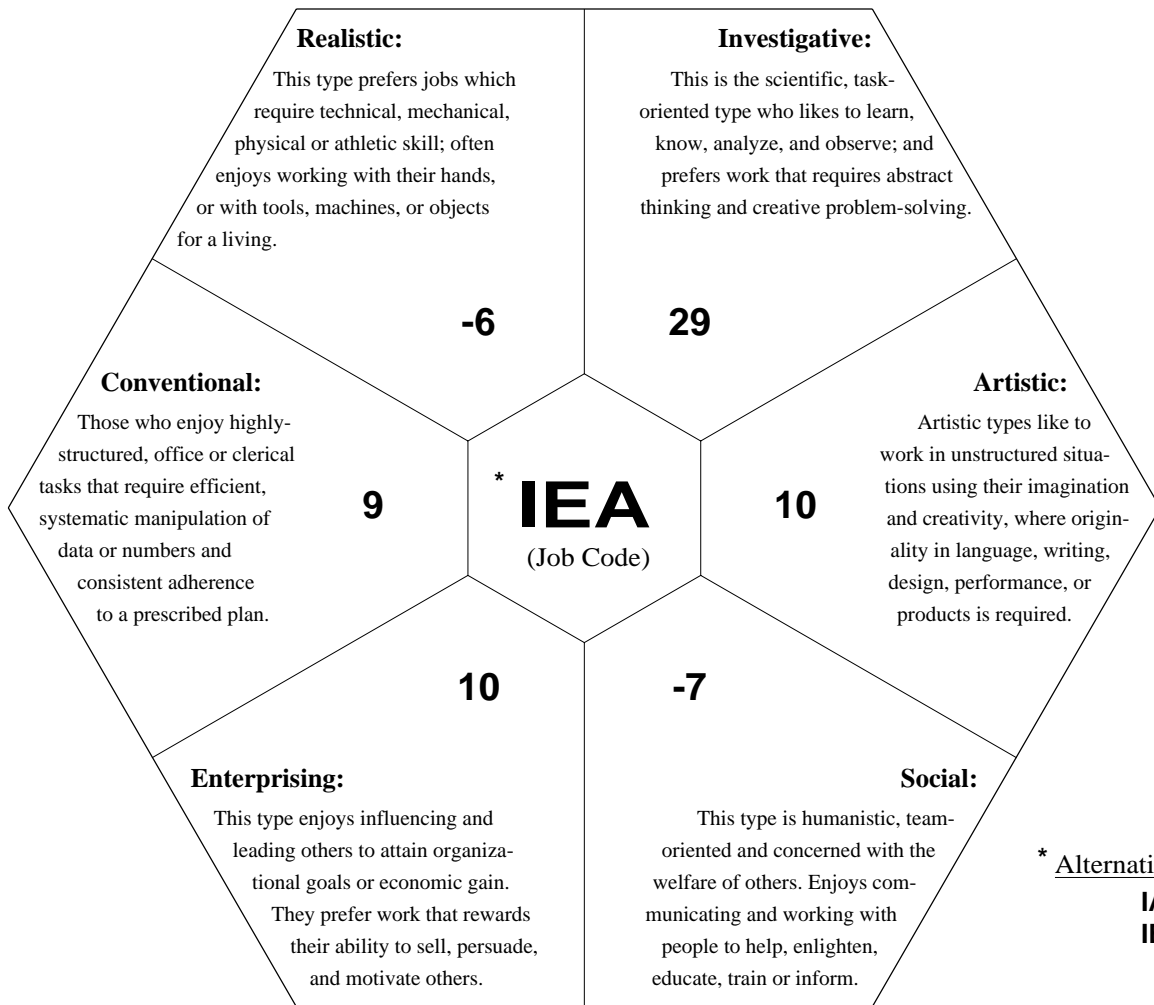 Realistic:
This type prefers jobs which
require technical, mechanical,
physical or athletic skill; often
enjoys working with their hands,
or with tools, machines, or objects
for a living.
-6
Investigative:
This is the scientific, task-
oriented type who likes to learn,
know, analyze, and observe; and
prefers work that requires abstract
thinking and creative problem-solving.
29
Conventional:
Those who enjoy highly-
structured, office or clerical
tasks that require efficient,
systematic manipulation of
data or numbers and
consistent adherence
to a prescribed plan.
9
* IEA
(Job Code)
Artistic:
Artistic types like to
work in unstructured situa-
tions using their imagination
and creativity, where origin-
ality in language, writing,
design, performance, or
products is required.
10
Enterprising:
This type enjoys influencing and
leading others to attain organiza-
tional goals or economic gain.
They prefer work that rewards
their ability to sell, persuade,
and motivate others.
10
Social:
This type is humanistic, team-
oriented and concerned with the
welfare of others. Enjoys com-
municating and working with
people to help, enlighten,
educate, train or inform.
-7
* Alternati